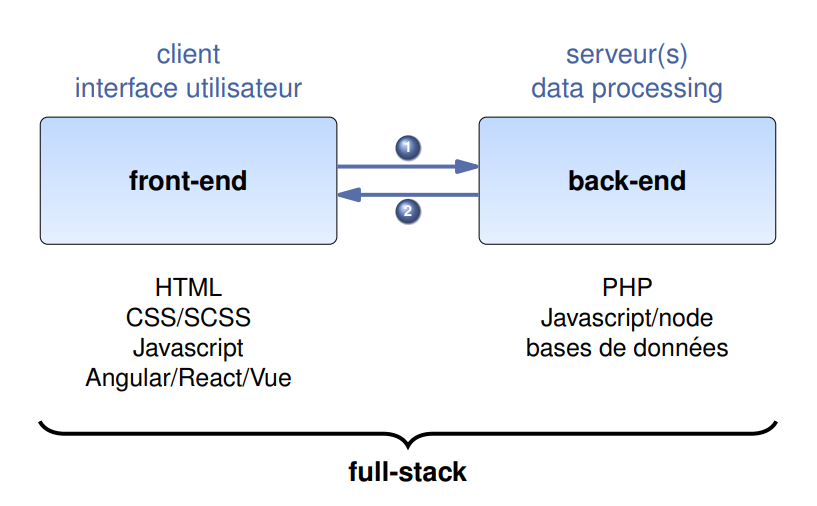 client
interface utilisateur
serveur(s)
data processing
front-end
1
2
back-end
HTML
CSS/SCSS
Javascript
Angular/React/Vue
PHP
Javascript/node
bases de données
full-stack